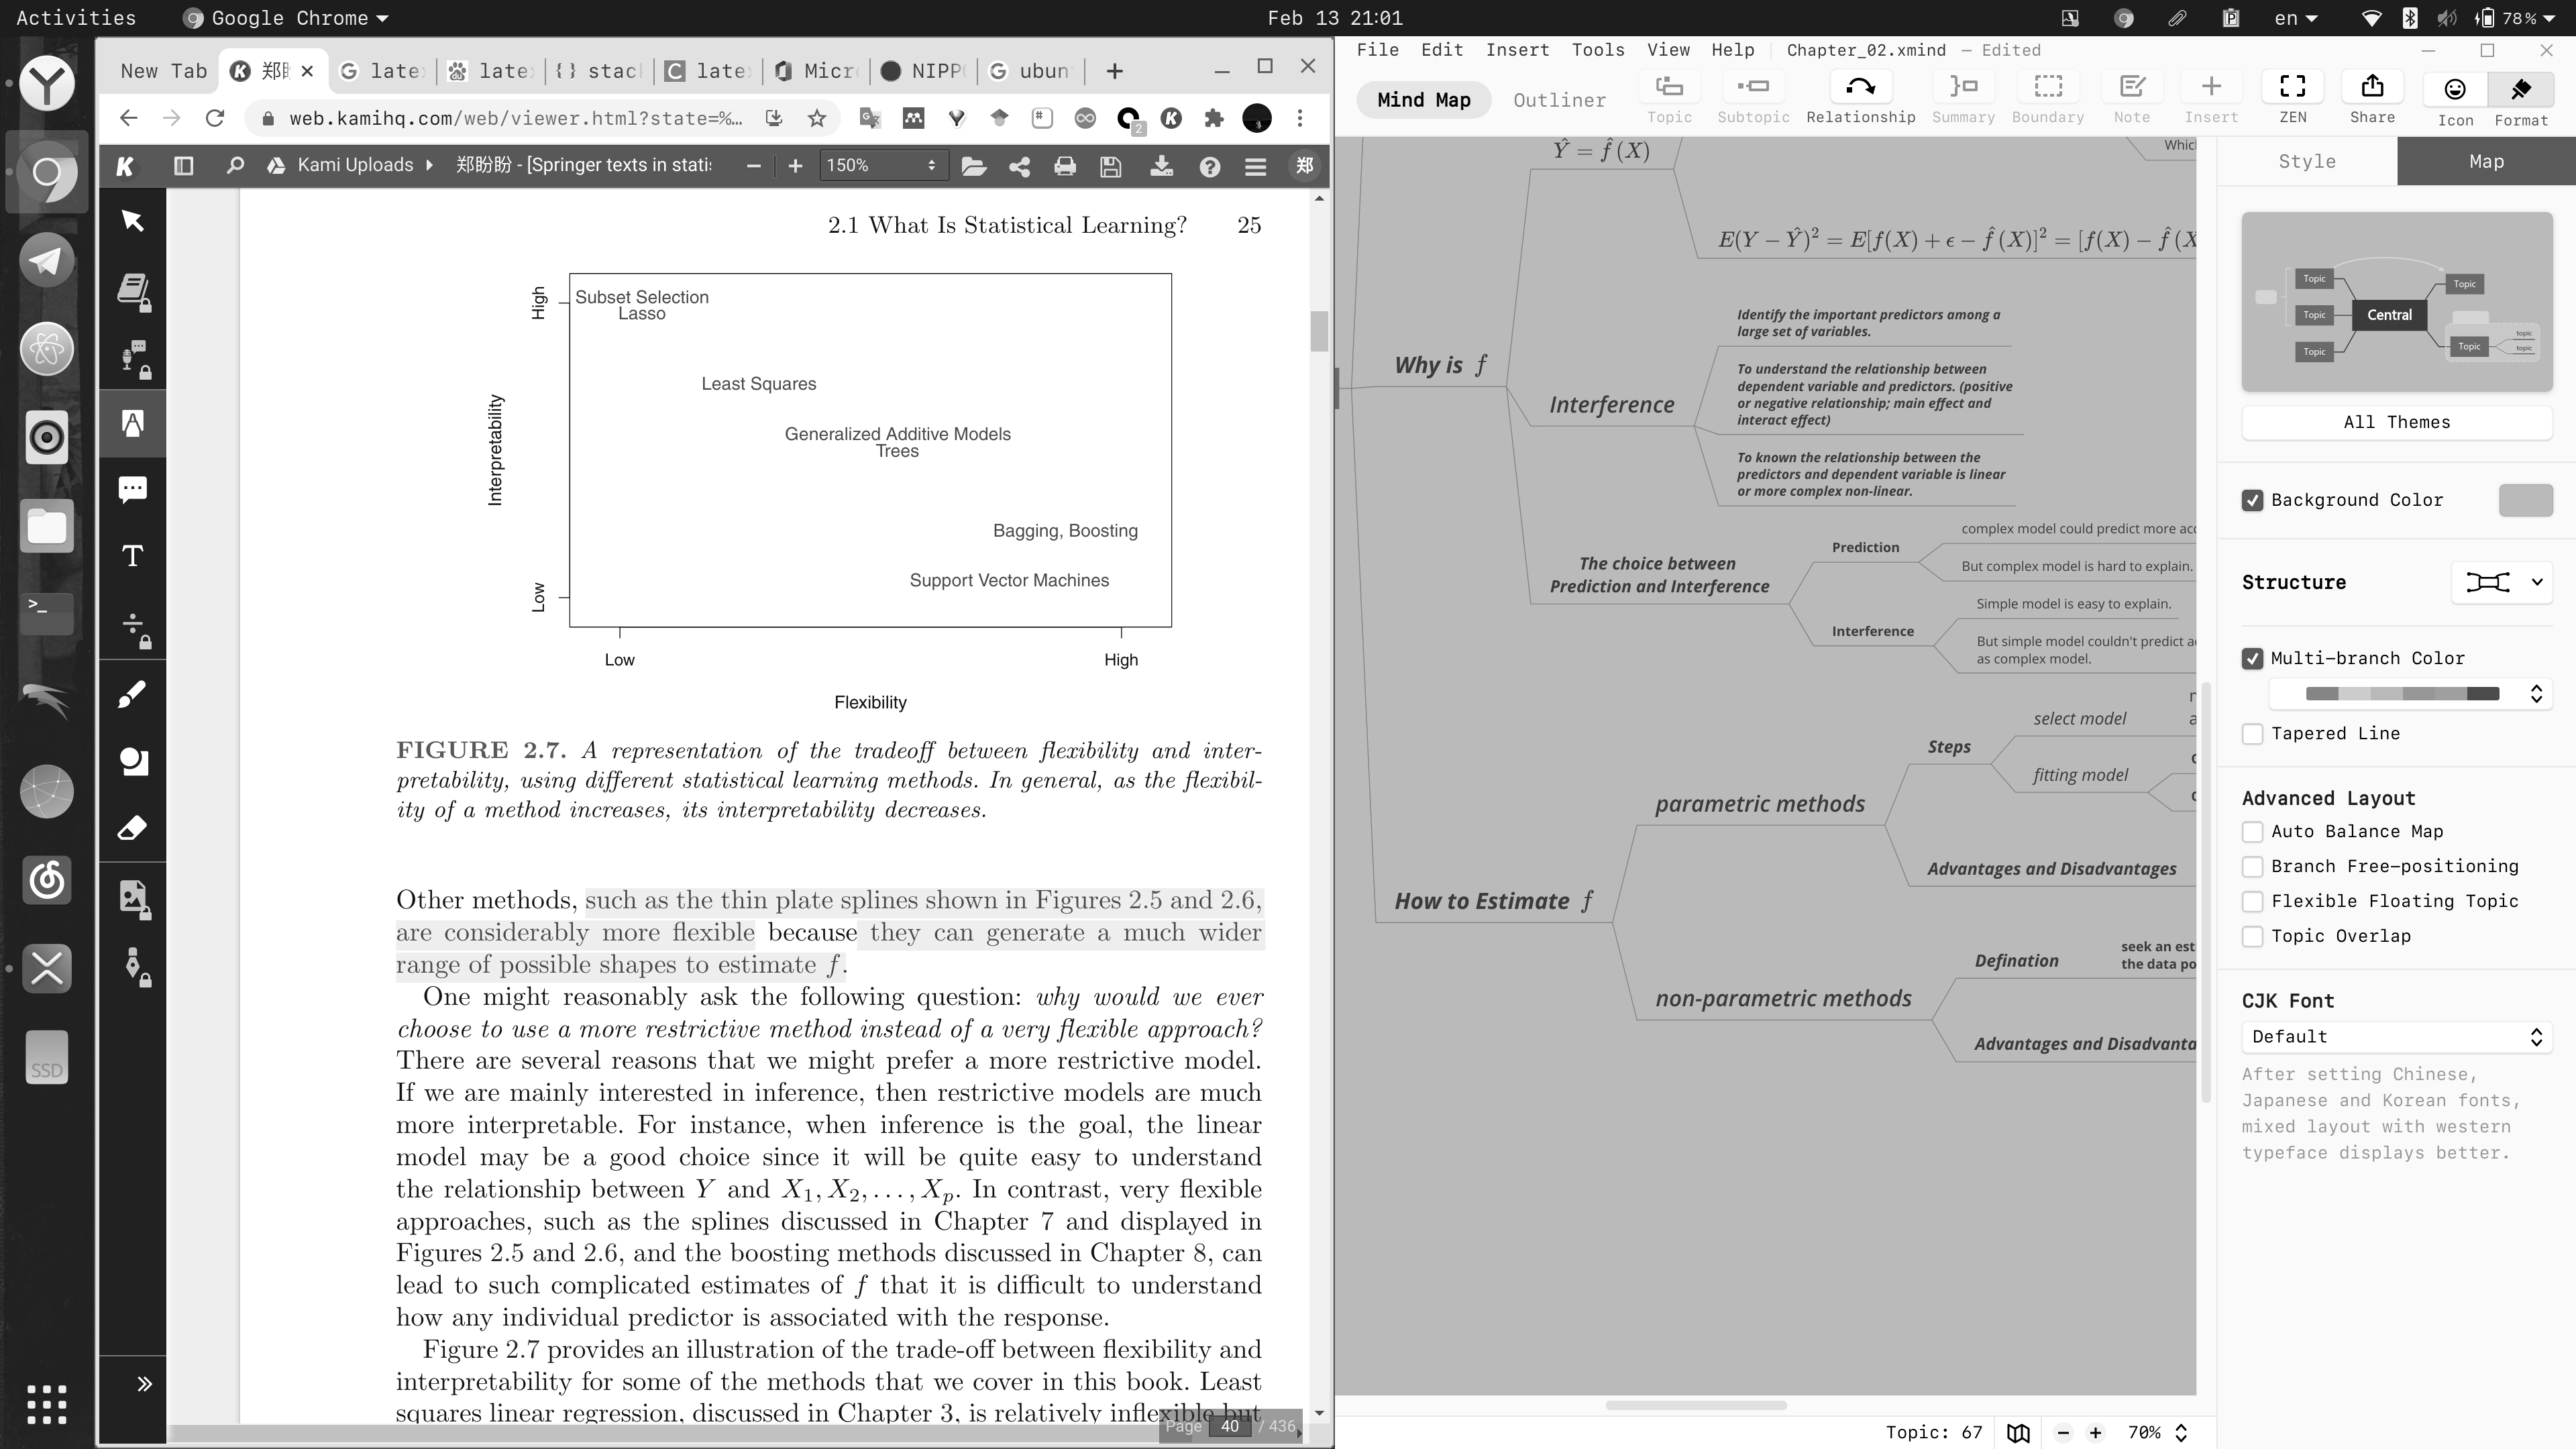 Activities
Google Chrome
Feb 13 21:01
en
78%
New Tab
late
late
stac
late
Micr
NIPP
ubun
web.kamihq.com/web/viewer.html?state=%...
2
Kami Uploads
郑盼盼 - [Springer texts in stati:
150%
郑
2.1 What Is Statistical Learning? 25
High
Subset Selection
Lasso
Least Squares
Generalized Additive Models
Trees
Interpretability
Bagging, Boosting
Support Vector Machines
Low
Low
High
Flexibility
FIGURE 2.7. A representation of the tradeoff between flexibility and inter-
pretability, using different statistical learning methods. In general, as the flexibil-
ity of a method increases, its interpretability decreases.
Other methods, such as the thin plate splines shown in Figures 2.5 and 2.6,
are considerably more flexible because they can generate a much wider
range of possible shapes to estimate f.
One might reasonably ask the following question: why would we ever
choose to use a more restrictive method instead of a very flexible approach?
There are several reasons that we might prefer a more restrictive model.
If we are mainly interested in inference, then restrictive models are much
more interpretable. For instance, when inference is the goal, the linear
model may be a good choice since it will be quite easy to understand
the relationship between Y and X₁, X₂, . . . , Xₚ. In contrast, very flexible
approaches, such as the splines discussed in Chapter 7 and displayed in
Figures 2.5 and 2.6, and the boosting methods discussed in Chapter 8, can
lead to such complicated estimates of f that it is difficult to understand
how any individual predictor is associated with the response.
Figure 2.7 provides an illustration of the trade-off between flexibility and
interpretability for some of the methods that we cover in this book. Least
squares linear regression, discussed in Chapter 3, is relatively inflexible but
Page 40 / 436
SSD
File Edit Insert Tools View Help Chapter_02.xmind — Edited
Mind Map
Outliner
Topic
Subtopic
Relationship
Summary
Boundary
Note
Insert
ZEN
Share
Icon
Format
Ŷ = f̂ (X)
Whic
E(Y − Ŷ)² = E[f(X) + ϵ − f̂ (X)]² = [f(X) − f̂ (X
Why is f
Identify the important predictors among a
large set of variables.
Interference
To understand the relationship between
dependent variable and predictors. (positive
or negative relationship; main effect and
interact effect)
To known the relationship between the
predictors and dependent variable is linear
or more complex non-linear.
The choice between
Prediction and Interference
Prediction
complex model could predict more acc
But complex model is hard to explain.
Interference
Simple model is easy to explain.
But simple model couldn't predict a
as complex model.
How to Estimate f
parametric methods
Steps
select model
fitting model
Advantages and Disadvantages
non-parametric methods
Defination
seek an est
the data po
Advantages and Disadvanta
Topic: 67
70%
Style
Map
Topic
Topic
Topic
Central
Topic
Topic
topic
topic
All Themes
Background Color
Structure
Multi-branch Color
Tapered Line
Advanced Layout
Auto Balance Map
Branch Free-positioning
Flexible Floating Topic
Topic Overlap
CJK Font
Default
After setting Chinese,
Japanese and Korean fonts,
mixed layout with western
typeface displays better.